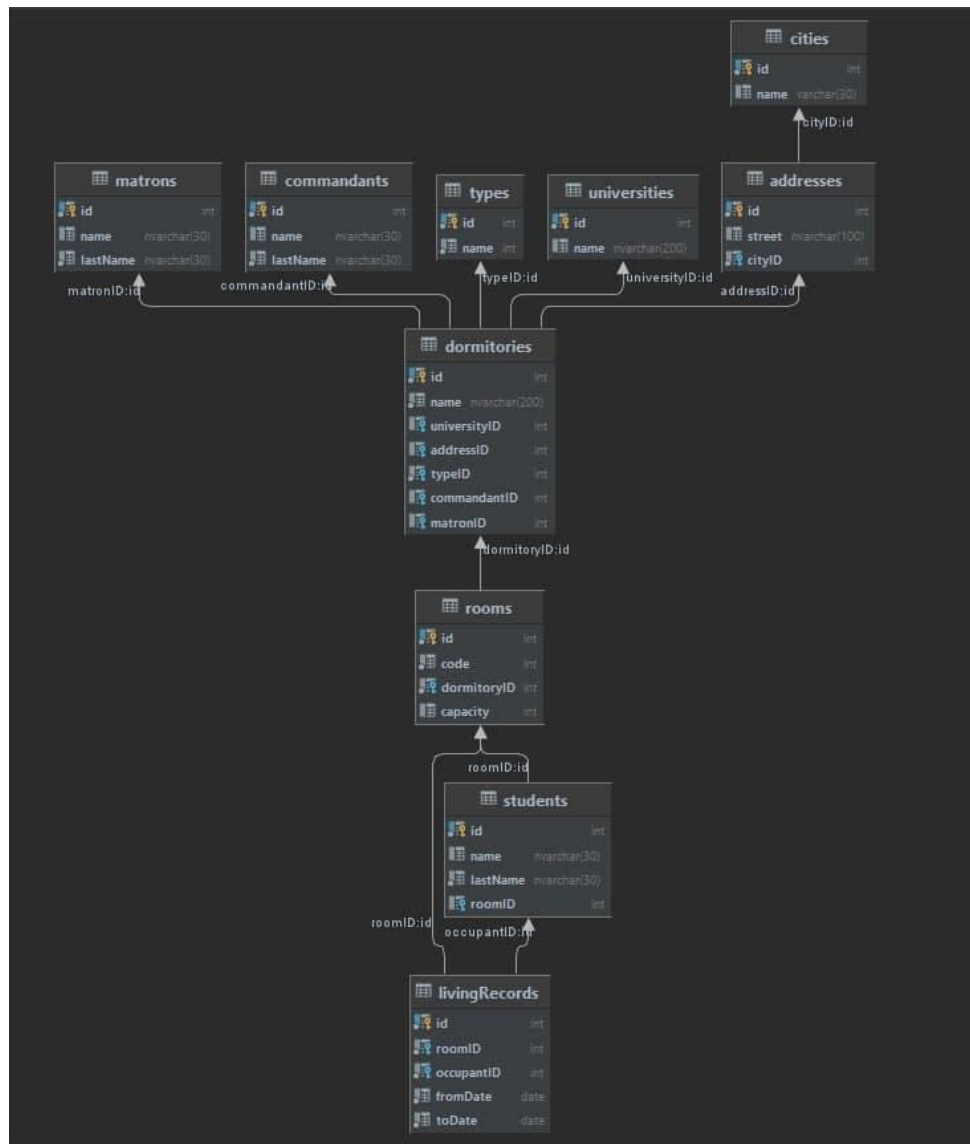 cities
id int
name varchar(30)
cityID:id
matrons
id int
name nvarchar(30)
lastName nvarchar(30)
commandants
id int
name nvarchar(30)
lastName nvarchar(30)
types
id int
name int
universities
id int
name nvarchar(200)
addresses
id int
street nvarchar(100)
cityID int
matronID:id
commandantID:id
typeID:id
universityID:id
addressID:id
dormitories
id int
name nvarchar(200)
universityID int
addressID int
typeID int
commandantID int
matronID int
dormitoryID:id
rooms
id int
code int
dormitoryID int
capacity int
roomID:id
students
id int
name nvarchar(30)
lastName nvarchar(30)
roomID int
roomID:id
occupantID:id
livingRecords
id int
roomID int
occupantID int
fromDate date
toDate date